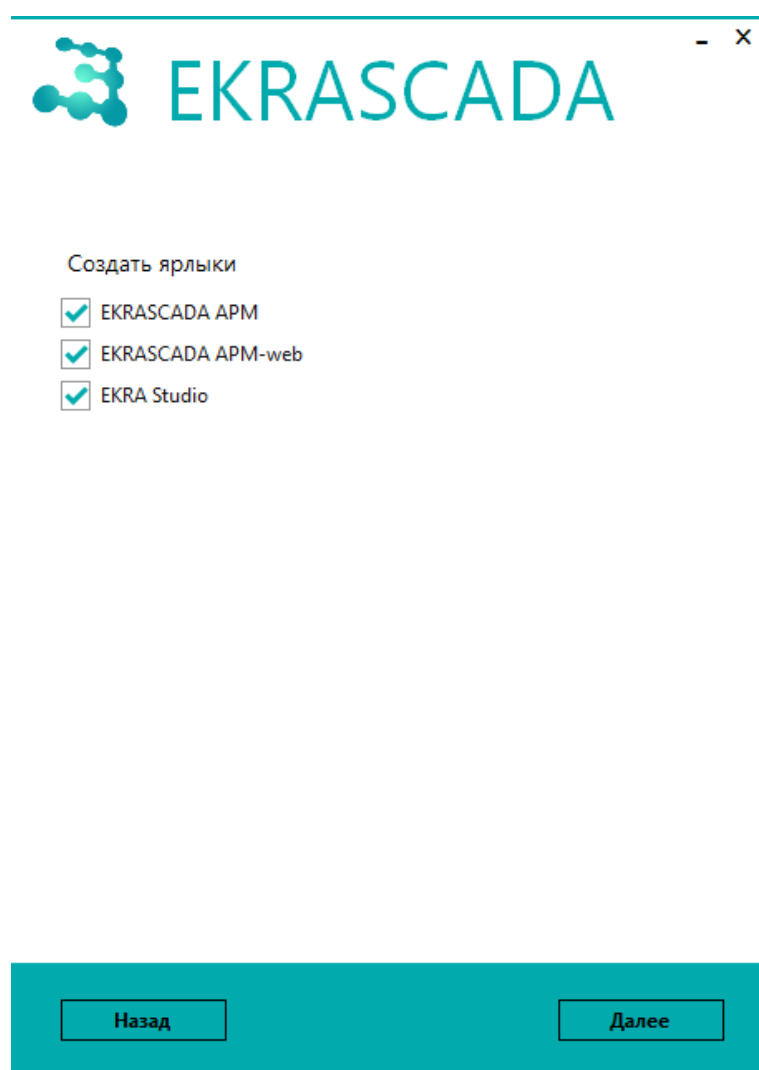 EKRASCADA
Создать ярлыки
EKRASCADA АРМ
EKRASCADA АРМ-web
EKRA Studio
Назад
Далее